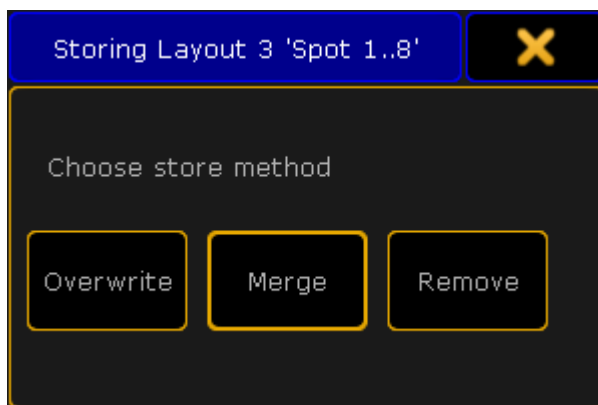 Storing Layout 3 'Spot 1..8'
Choose store method
Overwrite Merge Remove